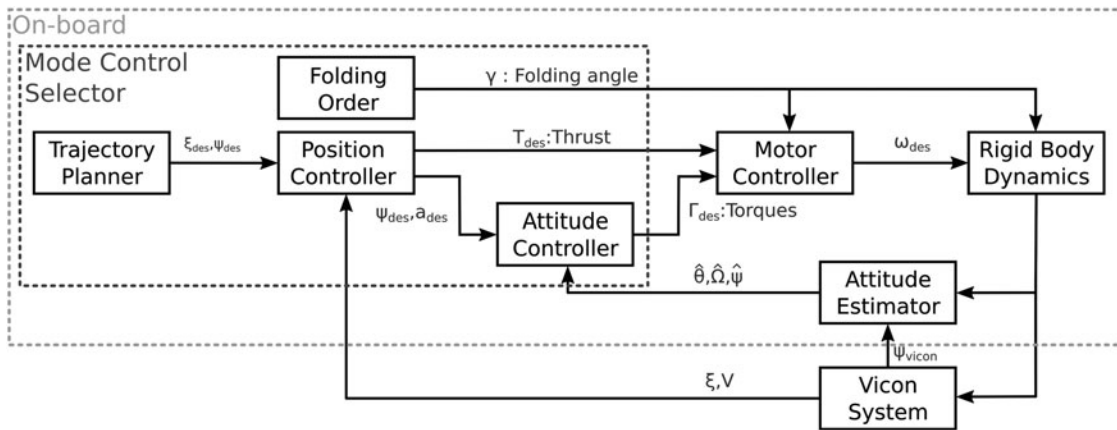 On-board
Mode Control
Selector
Folding
Order
γ : Folding angle
Trajectory
Planner
ξdes,ψdes
Position
Controller
Tdes:Thrust
Motor
Controller
ωdes
Rigid Body
Dynamics
ψdes,ades
Attitude
Controller
Γdes:Torques
θ̂,Ω̂,ψ̂
Attitude
Estimator
ψvicon
ξ,V
Vicon
System